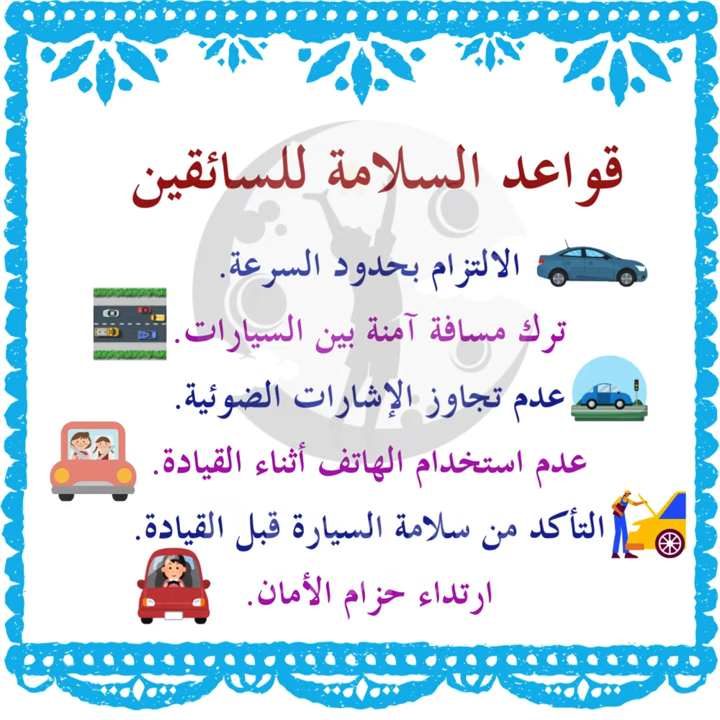 قواعد السلامة للسائقين
الالتزام بحدود السرعة.
ترك مسافة آمنة بين السيارات.
عدم تجاوز الإشارات الضوئية.
عدم استخدام الهاتف أثناء القيادة.
التأكد من سلامة السيارة قبل القيادة.
ارتداء حزام الأمان.